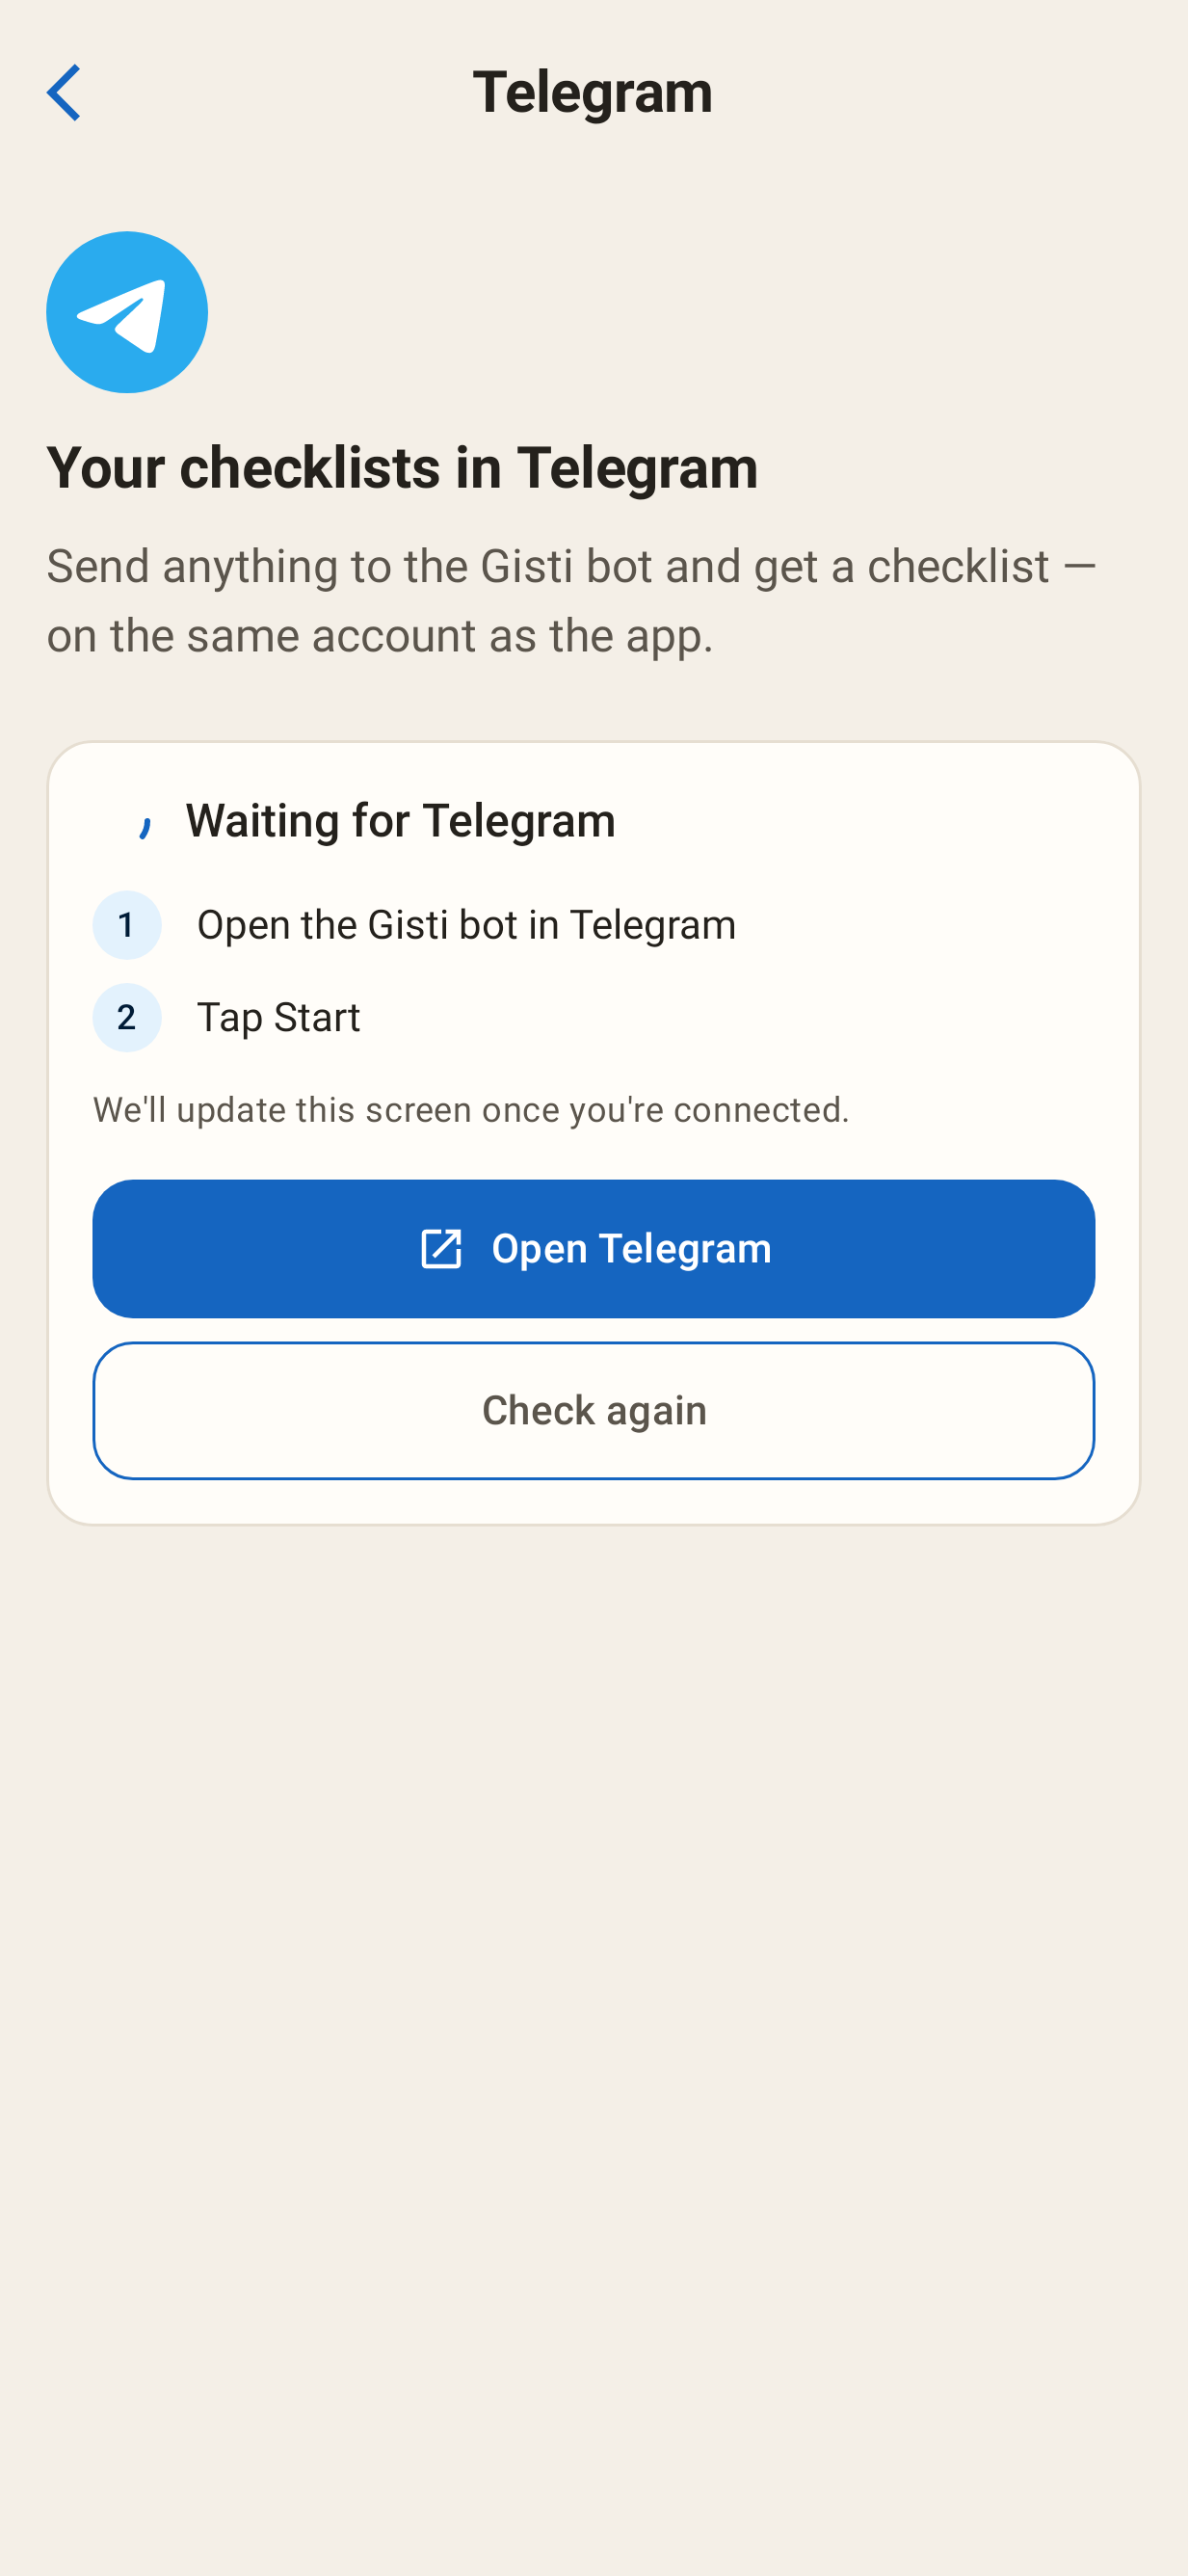 Telegram
Your checklists in Telegram
Send anything to the Gisti bot and get a checklist —
on the same account as the app.
Waiting for Telegram
1 Open the Gisti bot in Telegram
2 Tap Start
We'll update this screen once you're connected.
Open Telegram
Check again